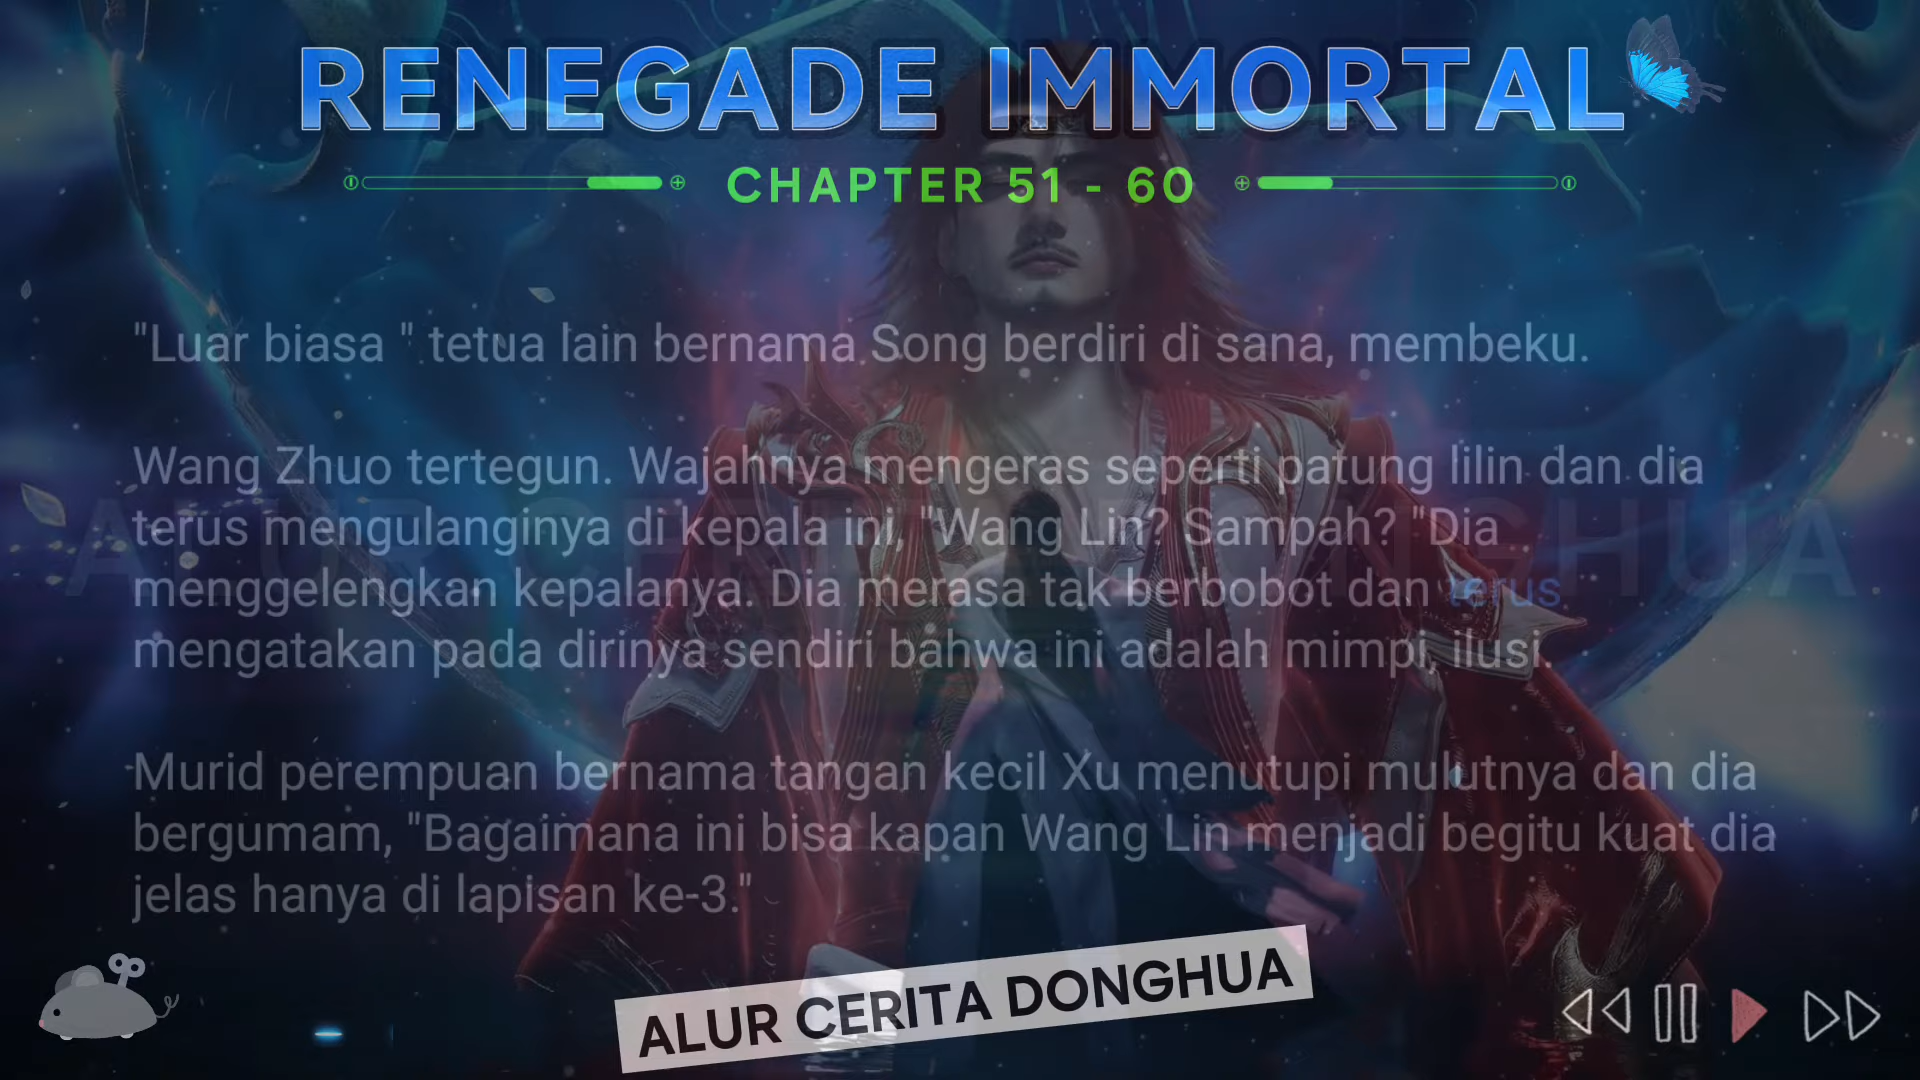 RENEGADE IMMORTAL
CHAPTER 51 - 60
"Luar biasa " tetua lain bernama Song berdiri di sana, membeku.
Wang Zhuo tertegun. Wajahnya mengeras seperti patung lilin dan dia
terus mengulanginya di kepala ini, "Wang Lin? Sampah? "Dia
menggelengkan kepalanya. Dia merasa tak berbobot dan terus
mengatakan pada dirinya sendiri bahwa ini adalah mimpi, ilusi
Murid perempuan bernama tangan kecil Xu menutupi mulutnya dan dia
bergumam, "Bagaimana ini bisa kapan Wang Lin menjadi begitu kuat dia
jelas hanya di lapisan ke-3."
ALUR CERITA DONGHUA
ALUR CERITA DONGHUA